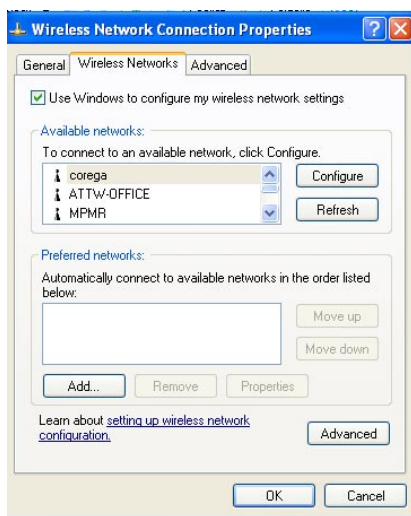 Wireless Network Connection Properties
General Wireless Networks Advanced
Use Windows to configure my wireless network settings
Available networks:
To connect to an available network, click Configure.
corega
ATTW-OFFICE
MPMR
Configure
Refresh
Preferred networks:
Automatically connect to available networks in the order listed
below:
Move up
Move down
Add... Remove Properties
Learn about setting up wireless network
configuration.
Advanced
OK Cancel